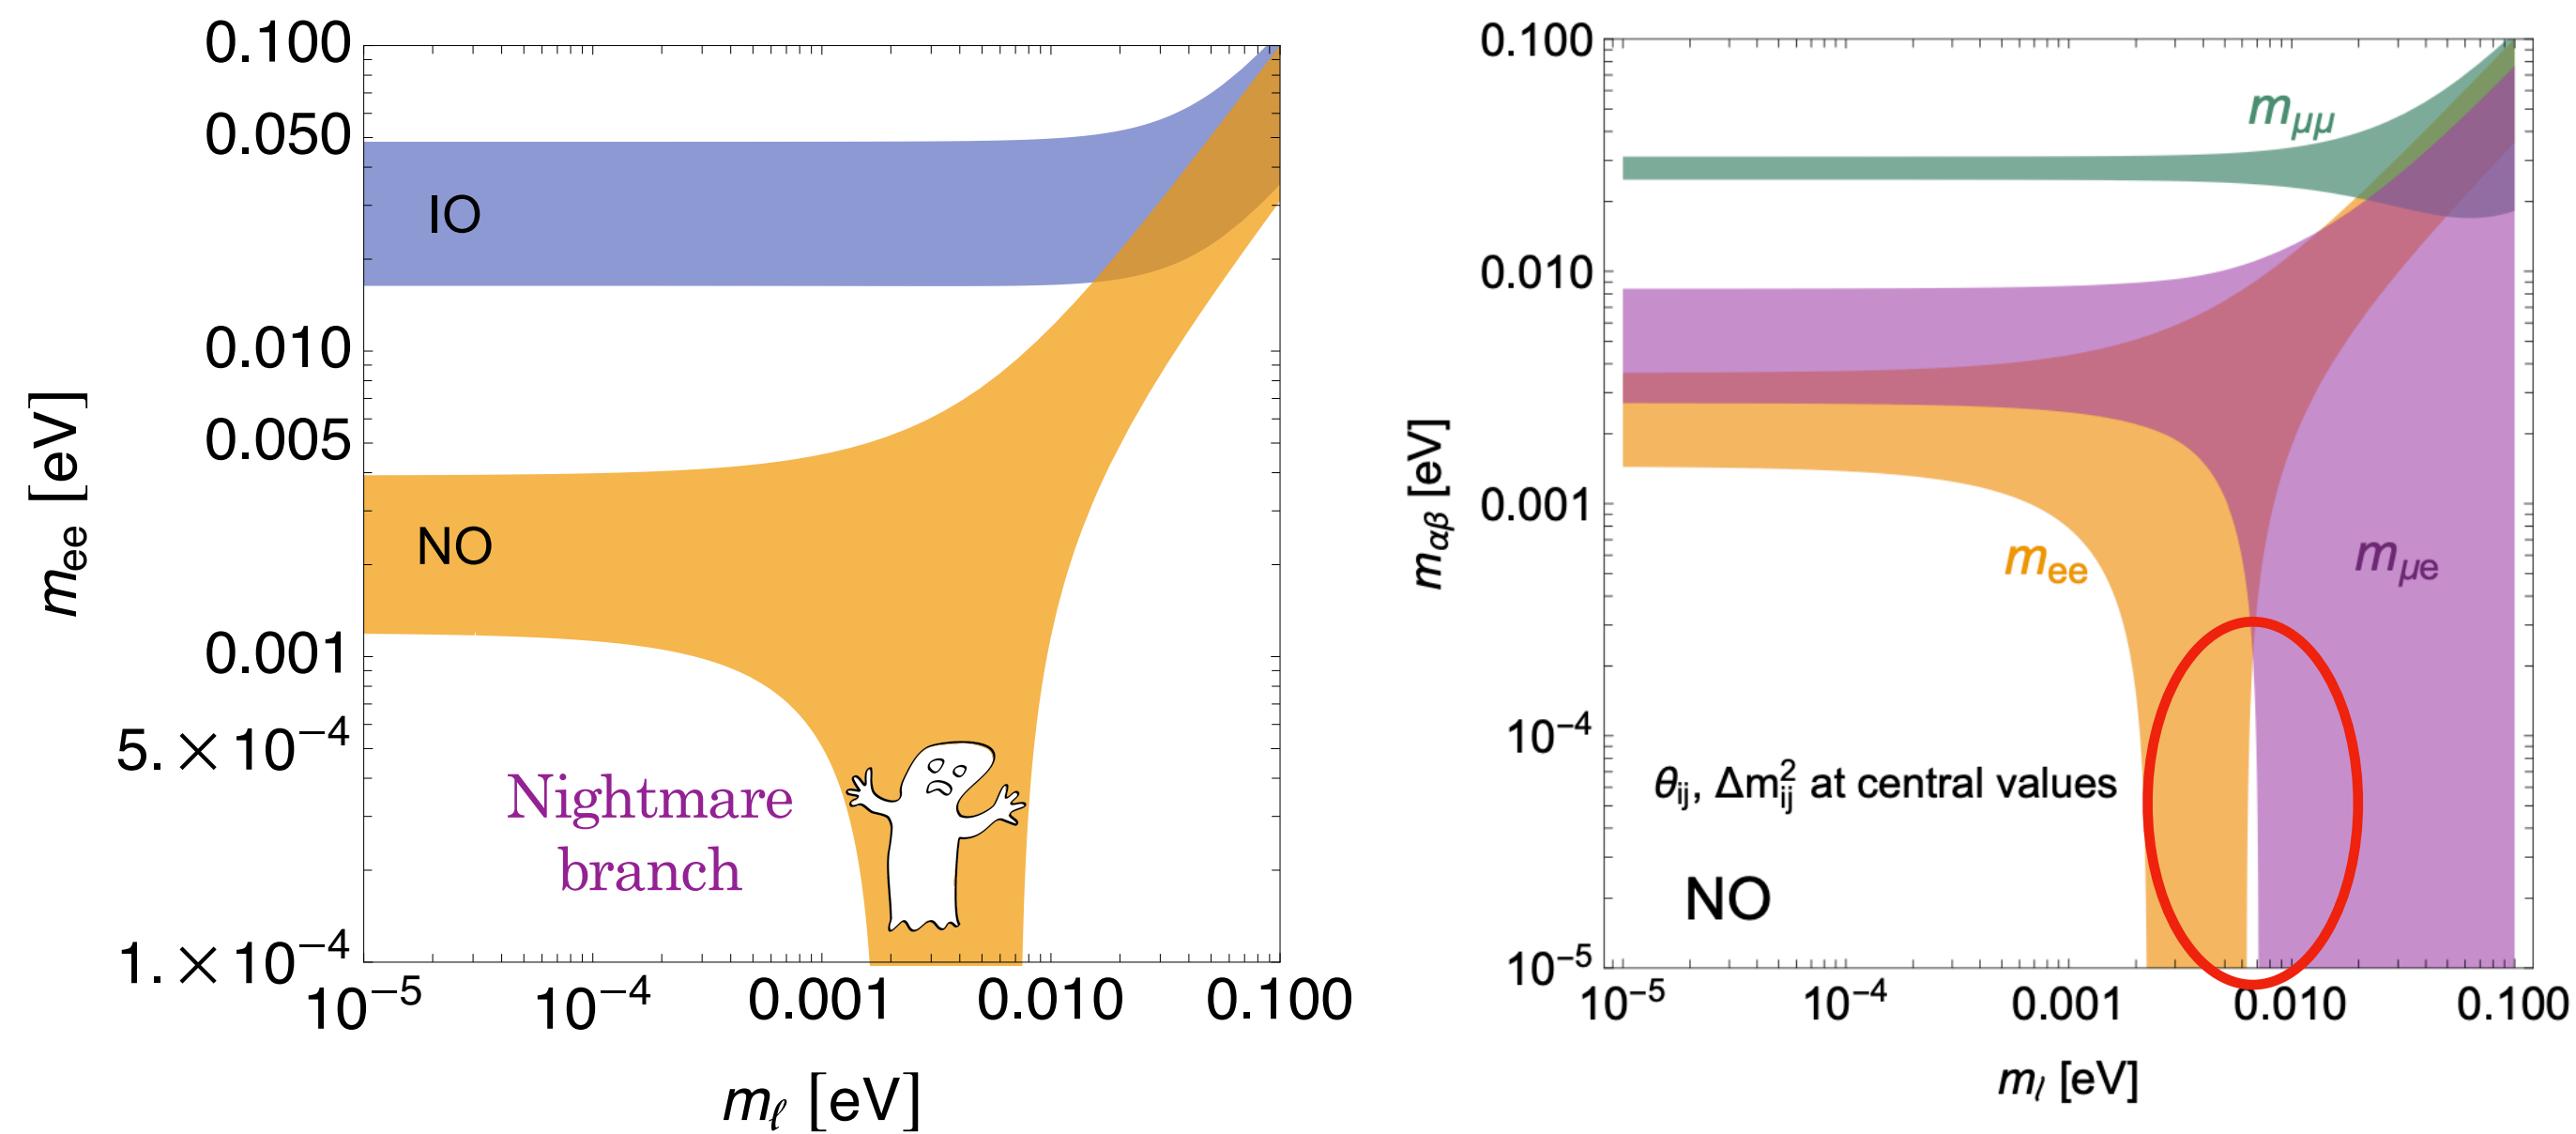 0.100
0.050
0.010
0.005
0.001
5.×10⁻⁴
1.×10⁻⁴
mₑₑ [eV]
IO
NO
Nightmare
branch
10⁻⁵ 10⁻⁴ 0.001 0.010 0.100
m_ℓ [eV]
0.100
0.010
0.001
10⁻⁴
10⁻⁵
m_αβ [eV]
m_μμ
mₑₑ
m_μe
θ_ij, Δm²_ij at central values
NO
10⁻⁵ 10⁻⁴ 0.001 0.010 0.100
m_l [eV]